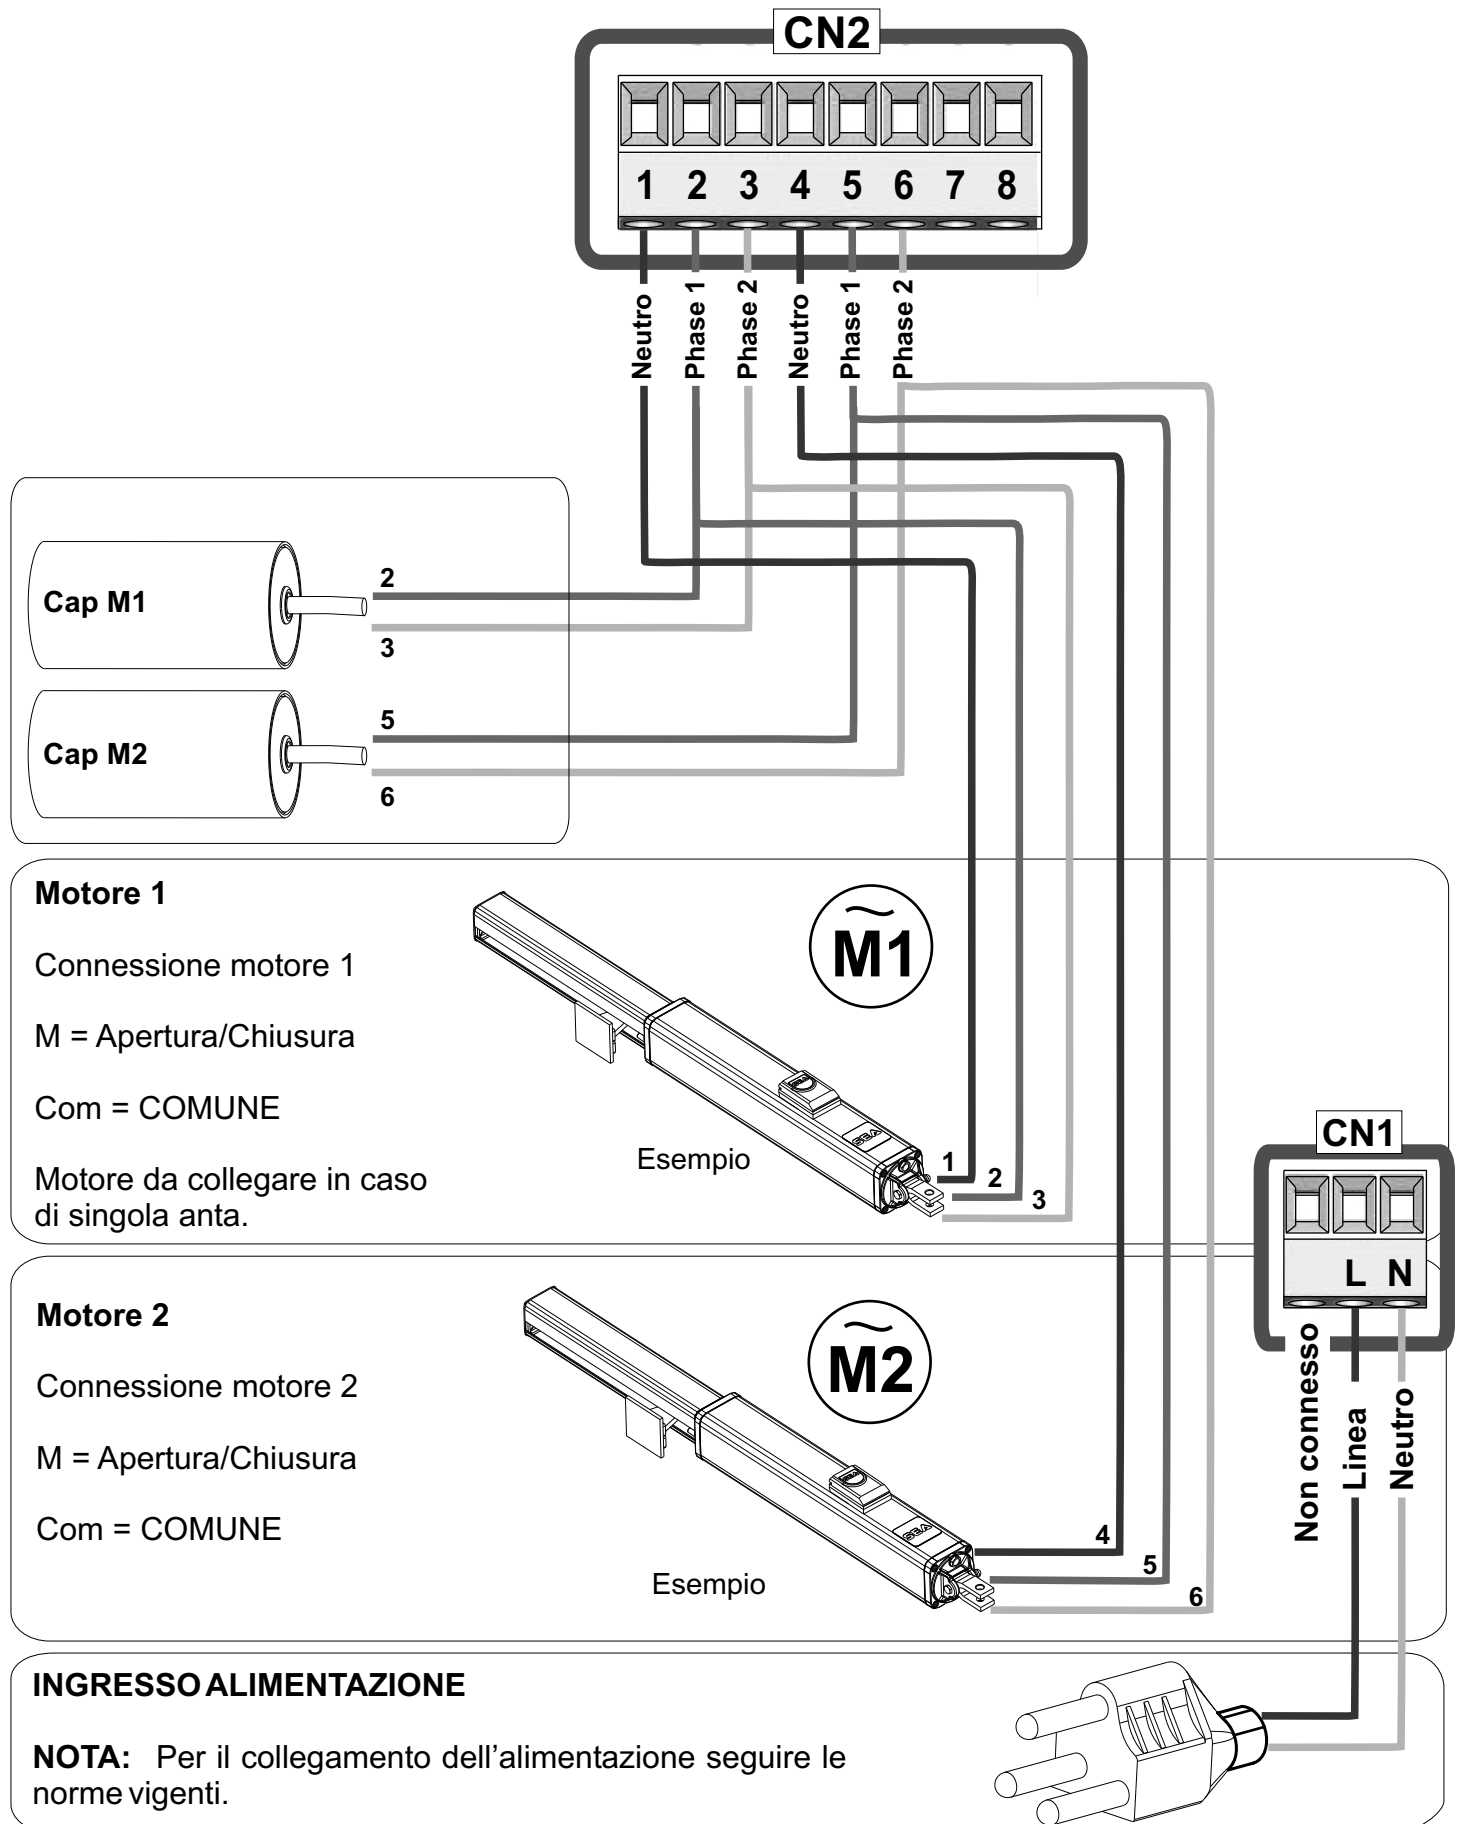 CN2
1 2 3 4 5 6 7 8
Neutro
Phase 1
Phase 2
Neutro
Phase 1
Phase 2
Cap M1
2
3
Cap M2
5
6
Motore 1
Connessione motore 1
M = Apertura/Chiusura
Com = COMUNE
Motore da collegare in caso
di singola anta.
M1
SEA
Esempio
1
2
3
CN1
L N
Non connesso
Linea
Neutro
Motore 2
Connessione motore 2
M = Apertura/Chiusura
Com = COMUNE
M2
SEA
Esempio
4
5
6
INGRESSO ALIMENTAZIONE
NOTA: Per il collegamento dell’alimentazione seguire le
norme vigenti.